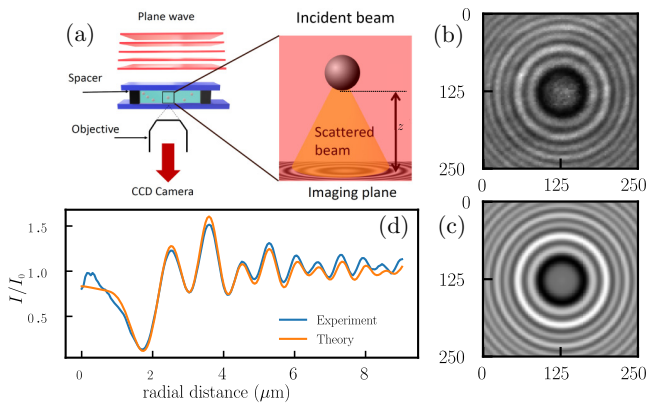 (a)
Plane wave
Spacer
Objective
CCD Camera
Incident beam
Scattered
beam
z
Imaging plane
(b)
0
125
250
0
125
250
(c)
0
125
250
0
125
250
(d)
I/I₀
1.5
1.0
0.5
Experiment
Theory
0
2
4
6
8
radial distance (μm)